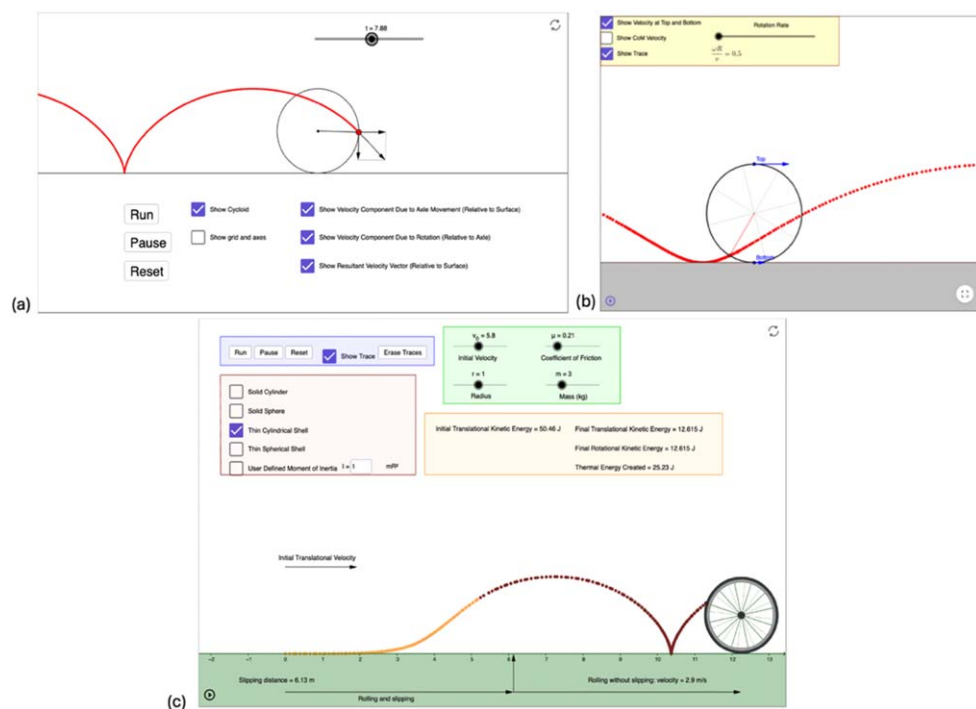 t = 7.88
Run
Pause
Reset
Show Cycloid
Show grid and axes
Show Velocity Component Due to Axle Movement (Relative to Surface)
Show Velocity Component Due to Rotation (Relative to Axle)
Show Resultant Velocity Vector (Relative to Surface)
(a)
Show Velocity at Top and Bottom
Show CoM Velocity
Show Trace
Rotation Rate
ωR/v = 0.5
Top
Bottom
(b)
Run Pause Reset Show Trace Erase Traces
v₀ = 5.8
Initial Velocity
μ = 0.21
Coefficient of Friction
r = 1
Radius
m = 3
Mass (kg)
Solid Cylinder
Solid Sphere
Thin Cylindrical Shell
Thin Spherical Shell
User Defined Moment of Inertia I = 1 mR²
Initial Translational Kinetic Energy = 50.46 J
Final Translational Kinetic Energy = 12.615 J
Final Rotational Kinetic Energy = 12.615 J
Thermal Energy Created = 25.23 J
Initial Translational Velocity
−2 −1 0 1 2 3 4 5 6 7 8 9 10 11 12 13
Slipping distance = 6.13 m
Rolling without slipping: velocity = 2.9 m/s
Rolling and slipping
(c)